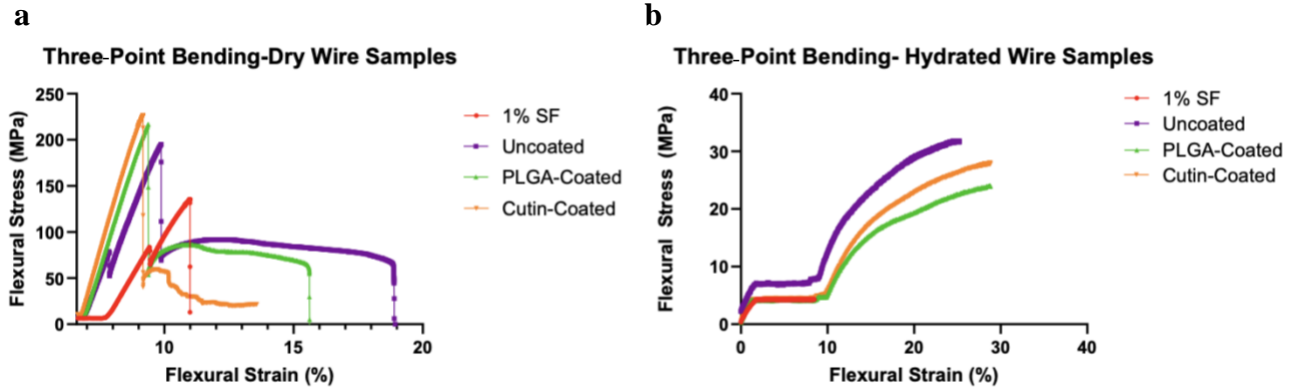 a
Three-Point Bending-Dry Wire Samples
Flexural Stress (MPa)
250
200
150
100
50
0
10
15
20
Flexural Strain (%)
1% SF
Uncoated
PLGA-Coated
Cutin-Coated
b
Three-Point Bending- Hydrated Wire Samples
Flexural Stress (MPa)
40
30
20
10
0
0
10
20
30
40
Flexural Strain (%)
1% SF
Uncoated
PLGA-Coated
Cutin-Coated